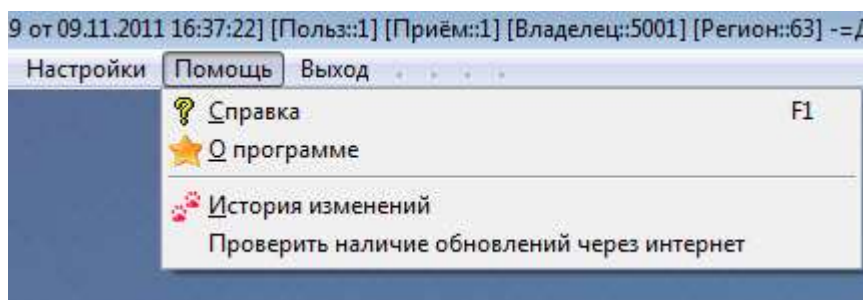 9 от 09.11.2011 16:37:22] [Польз::1] [Приём::1] [Владелец::5001] [Регион::63] -=Д
Настройки Помощь Выход . . . . .
Справка F1
О программе
История изменений
Проверить наличие обновлений через интернет